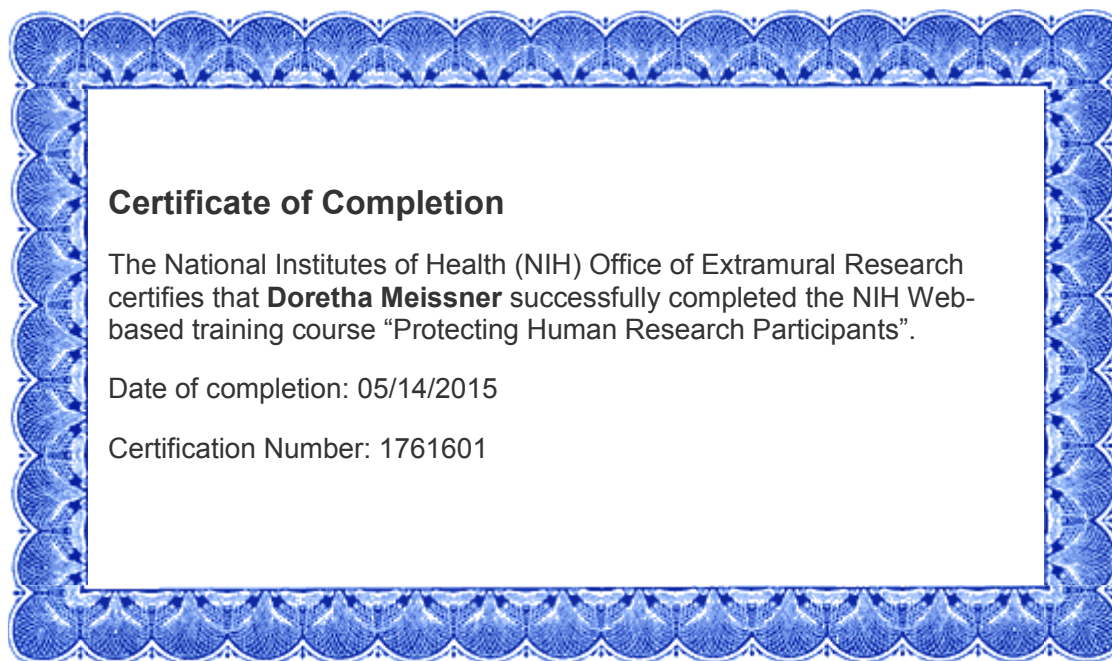 Certificate of Completion
The National Institutes of Health (NIH) Office of Extramural Research
certifies that Doretha Meissner successfully completed the NIH Web-
based training course “Protecting Human Research Participants”.
Date of completion: 05/14/2015
Certification Number: 1761601